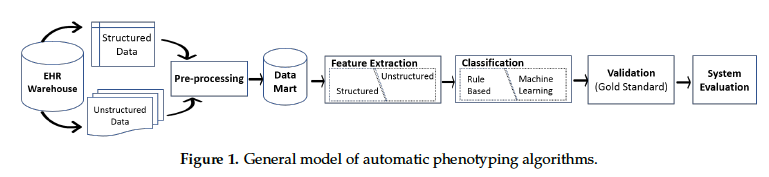 Structured
Data
EHR
Warehouse
Unstructured
Data
Pre-processing
Data
Mart
Feature Extraction
Unstructured
Structured
Classification
Rule
Based
Machine
Learning
Validation
(Gold Standard)
System
Evaluation
Figure 1. General model of automatic phenotyping algorithms.